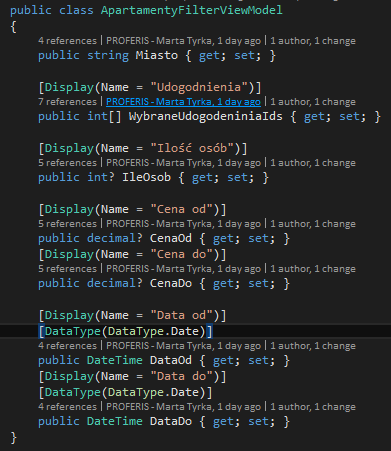 public class ApartamentyFilterViewModel
{
4 references | PROFERIS - Marta Tyrka, 1 day ago | 1 author, 1 change
public string Miasto { get; set; }
[Display(Name = "Udogodnienia")]
7 references | PROFERIS - Marta Tyrka, 1 day ago | 1 author, 1 change
public int[] WybraneUdogodeniniaIds { get; set; }
[Display(Name = "Ilość osób")]
5 references | PROFERIS - Marta Tyrka, 1 day ago | 1 author, 1 change
public int? IleOsob { get; set; }
[Display(Name = "Cena od")]
5 references | PROFERIS - Marta Tyrka, 1 day ago | 1 author, 1 change
public decimal? CenaOd { get; set; }
[Display(Name = "Cena do")]
5 references | PROFERIS - Marta Tyrka, 1 day ago | 1 author, 1 change
public decimal? CenaDo { get; set; }
[Display(Name = "Data od")]
[DataType(DataType.Date)]
4 references | PROFERIS - Marta Tyrka, 1 day ago | 1 author, 1 change
public DateTime DataOd { get; set; }
[Display(Name = "Data do")]
[DataType(DataType.Date)]
4 references | PROFERIS - Marta Tyrka, 1 day ago | 1 author, 1 change
public DateTime DataDo { get; set; }
}